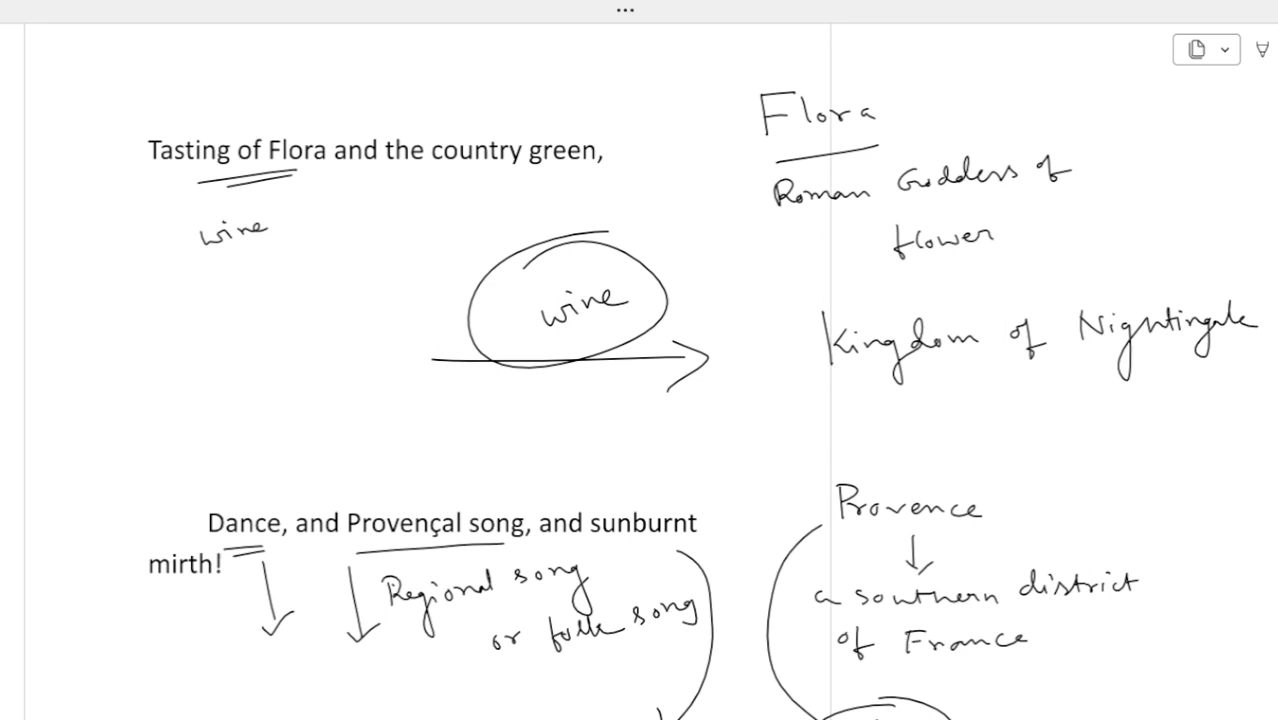 Flora
Tasting of Flora and the country green,
Roman Goddess of
flower
wine
wine
Kingdom of Nightingale
Provence
Dance, and Provençal song, and sunburnt
mirth!
Regional song
or folk song
a southern district
of France